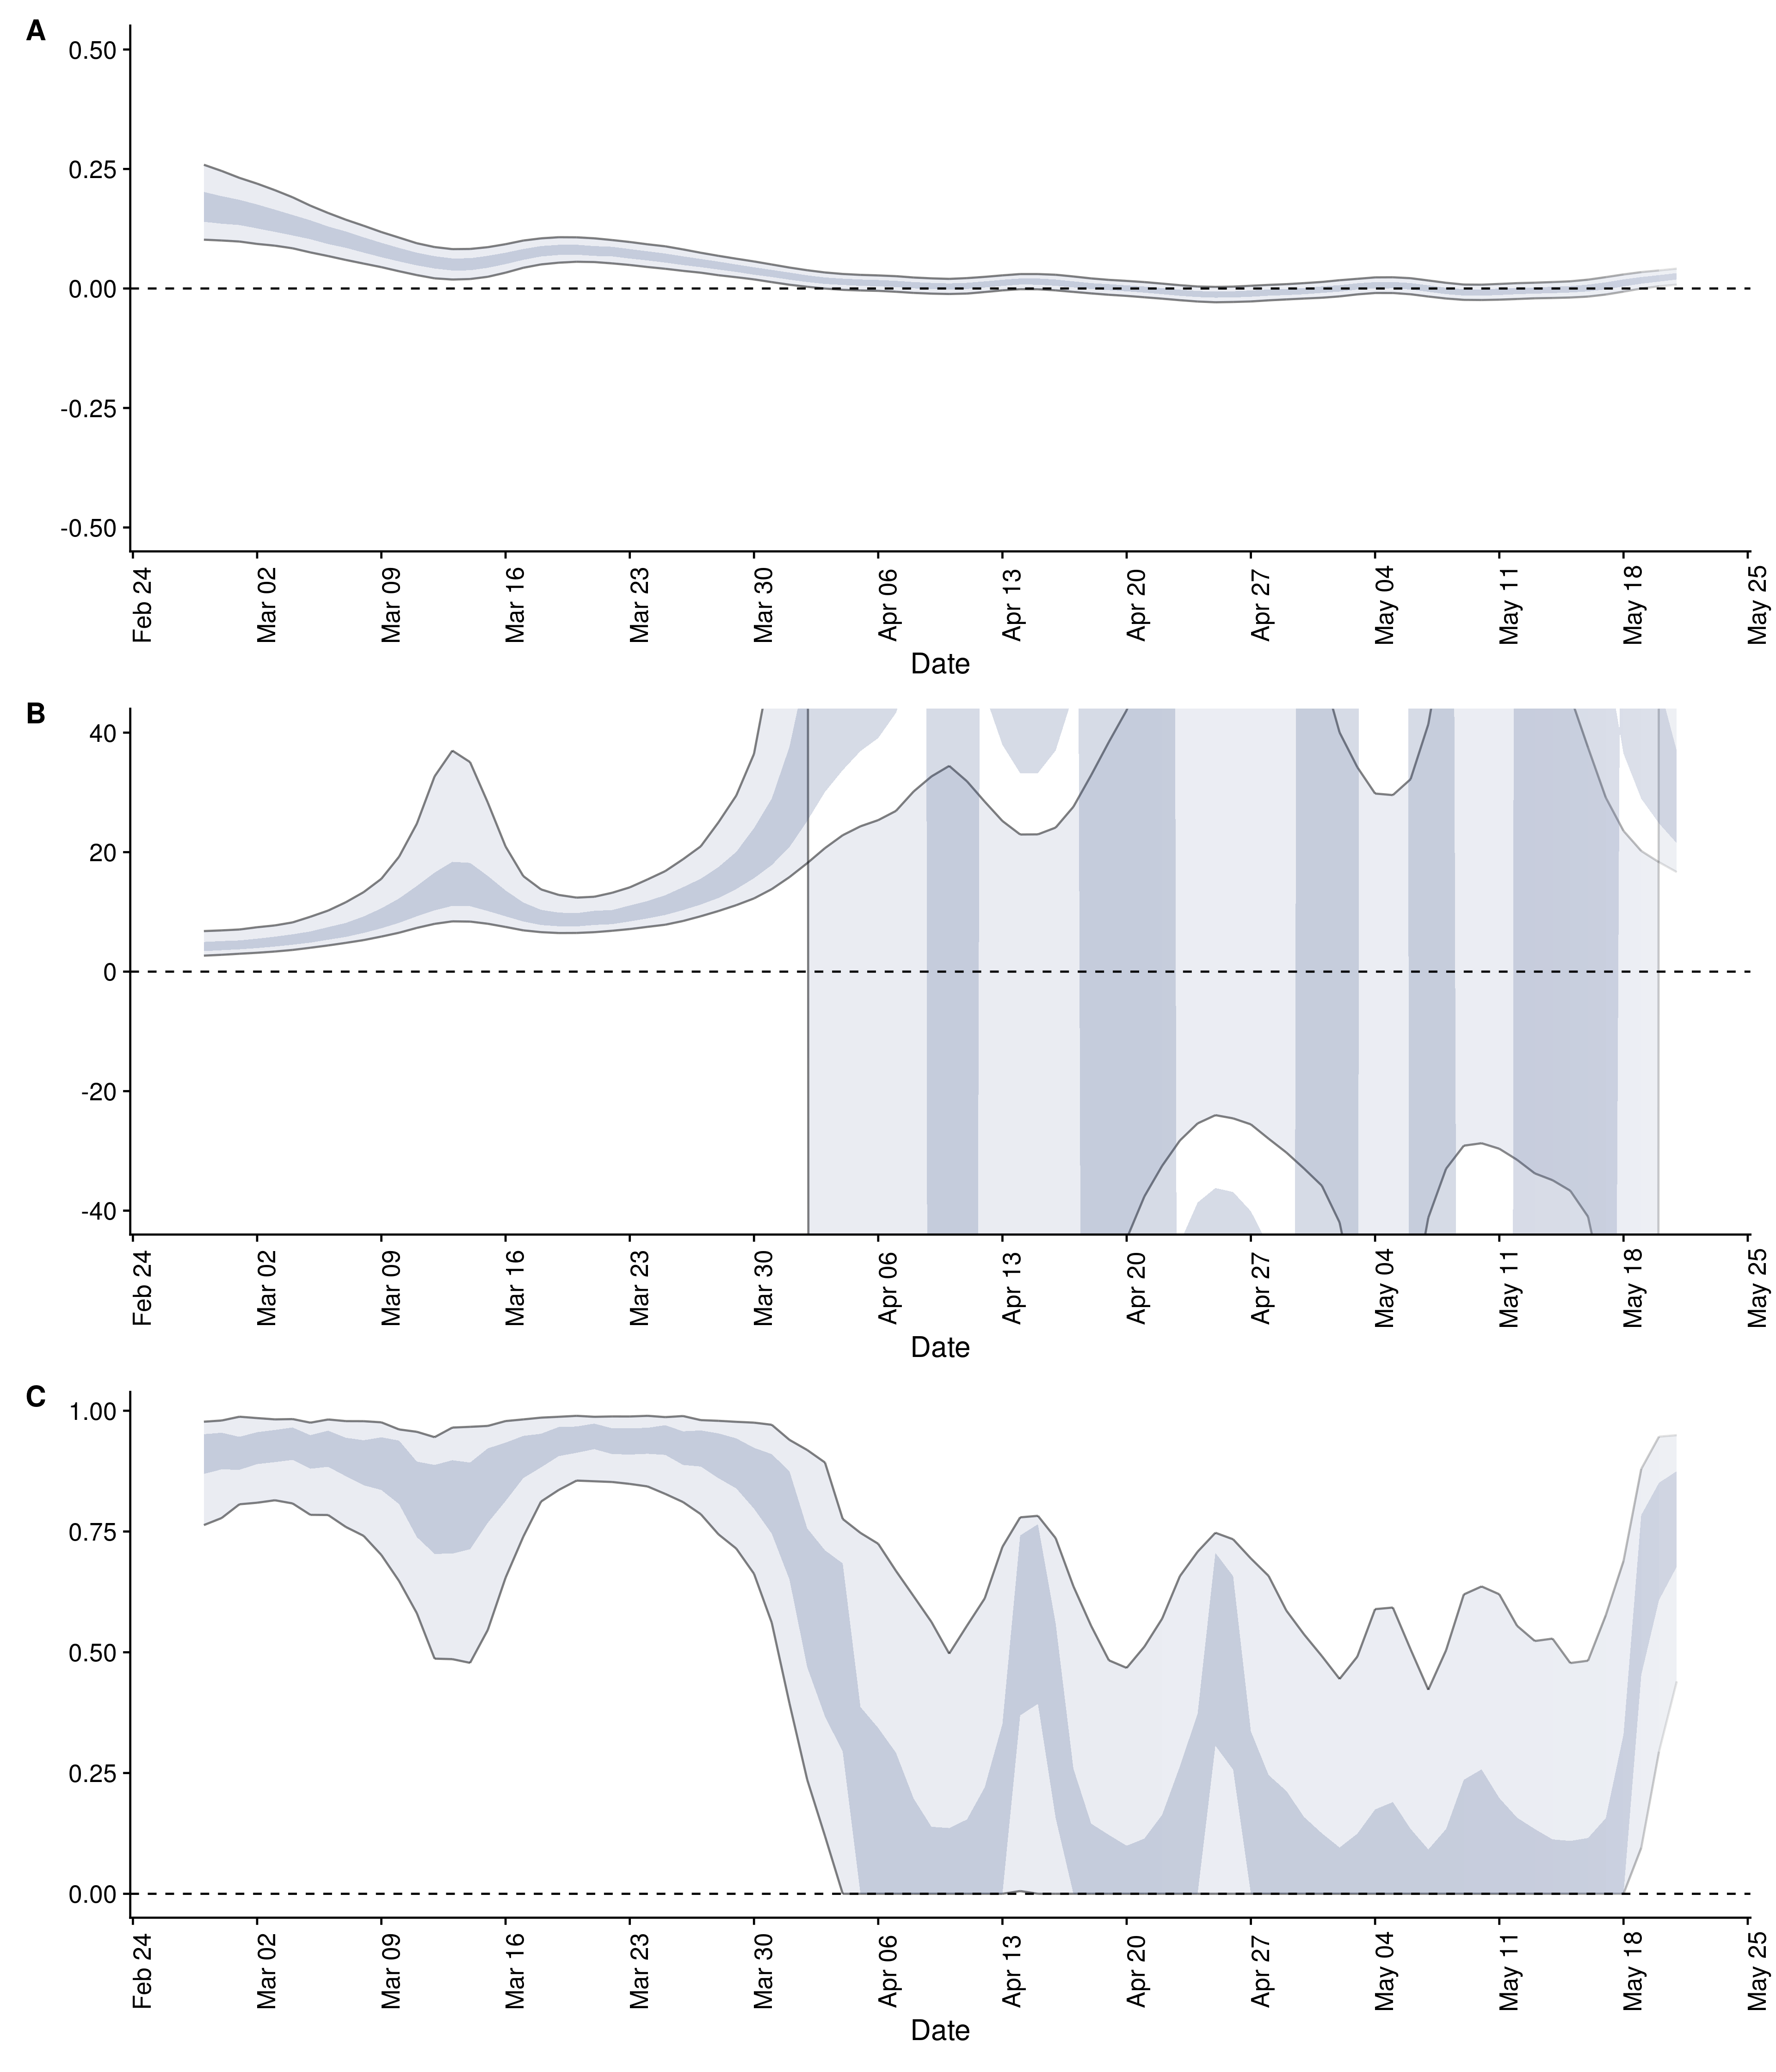 A
0.50
0.25
0.00
-0.25
-0.50
Feb 24
Mar 02
Mar 09
Mar 16
Mar 23
Mar 30
Apr 06
Apr 13
Apr 20
Apr 27
May 04
May 11
May 18
May 25
Date
B
40
20
0
-20
-40
Feb 24
Mar 02
Mar 09
Mar 16
Mar 23
Mar 30
Apr 06
Apr 13
Apr 20
Apr 27
May 04
May 11
May 18
May 25
Date
C
1.00
0.75
0.50
0.25
0.00
Feb 24
Mar 02
Mar 09
Mar 16
Mar 23
Mar 30
Apr 06
Apr 13
Apr 20
Apr 27
May 04
May 11
May 18
May 25
Date